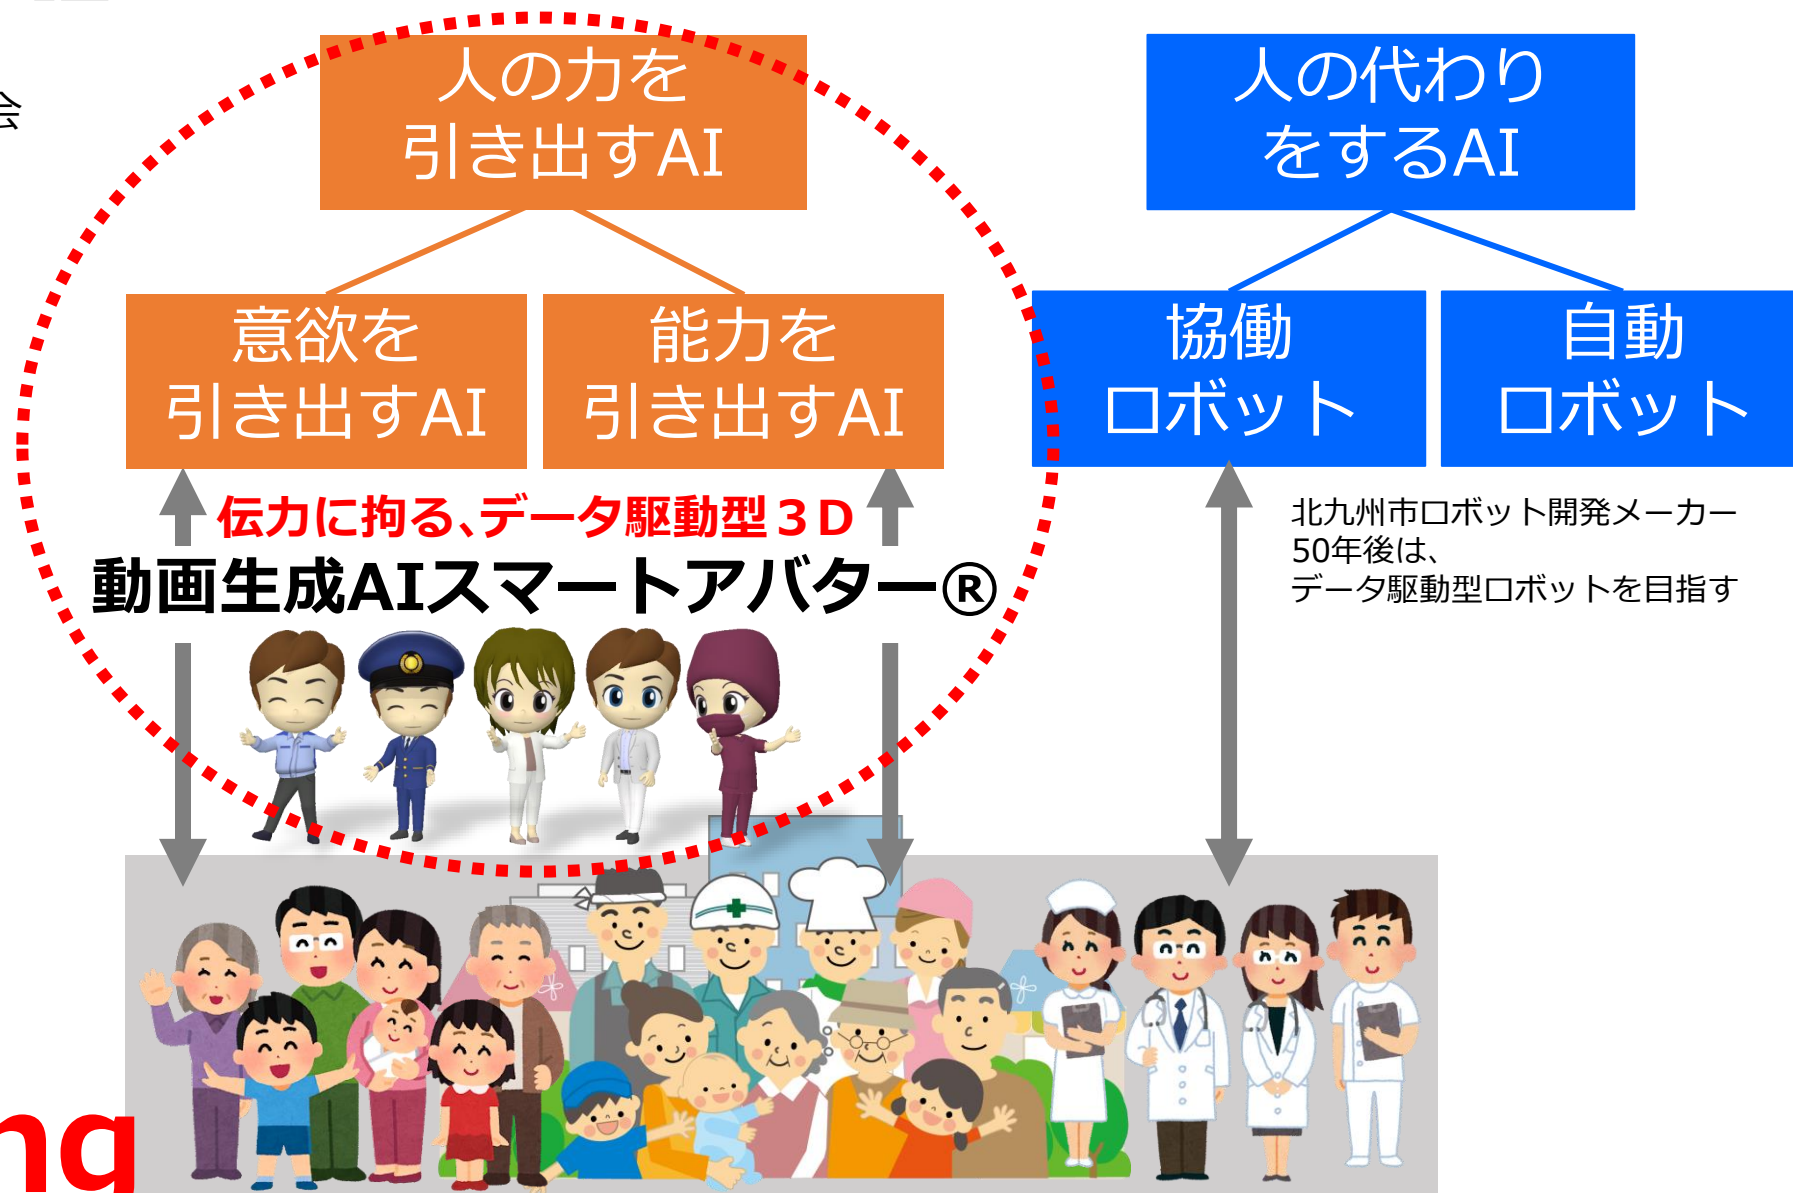 会
人の力を
引き出すAI
人の代わり
をするAI
意欲を
引き出すAI
能力を
引き出すAI
協働
ロボット
自動
ロボット
伝力に拘る、データ駆動型３D
動画生成AIスマートアバター®
北九州市ロボット開発メーカー
50年後は、
データ駆動型ロボットを目指す